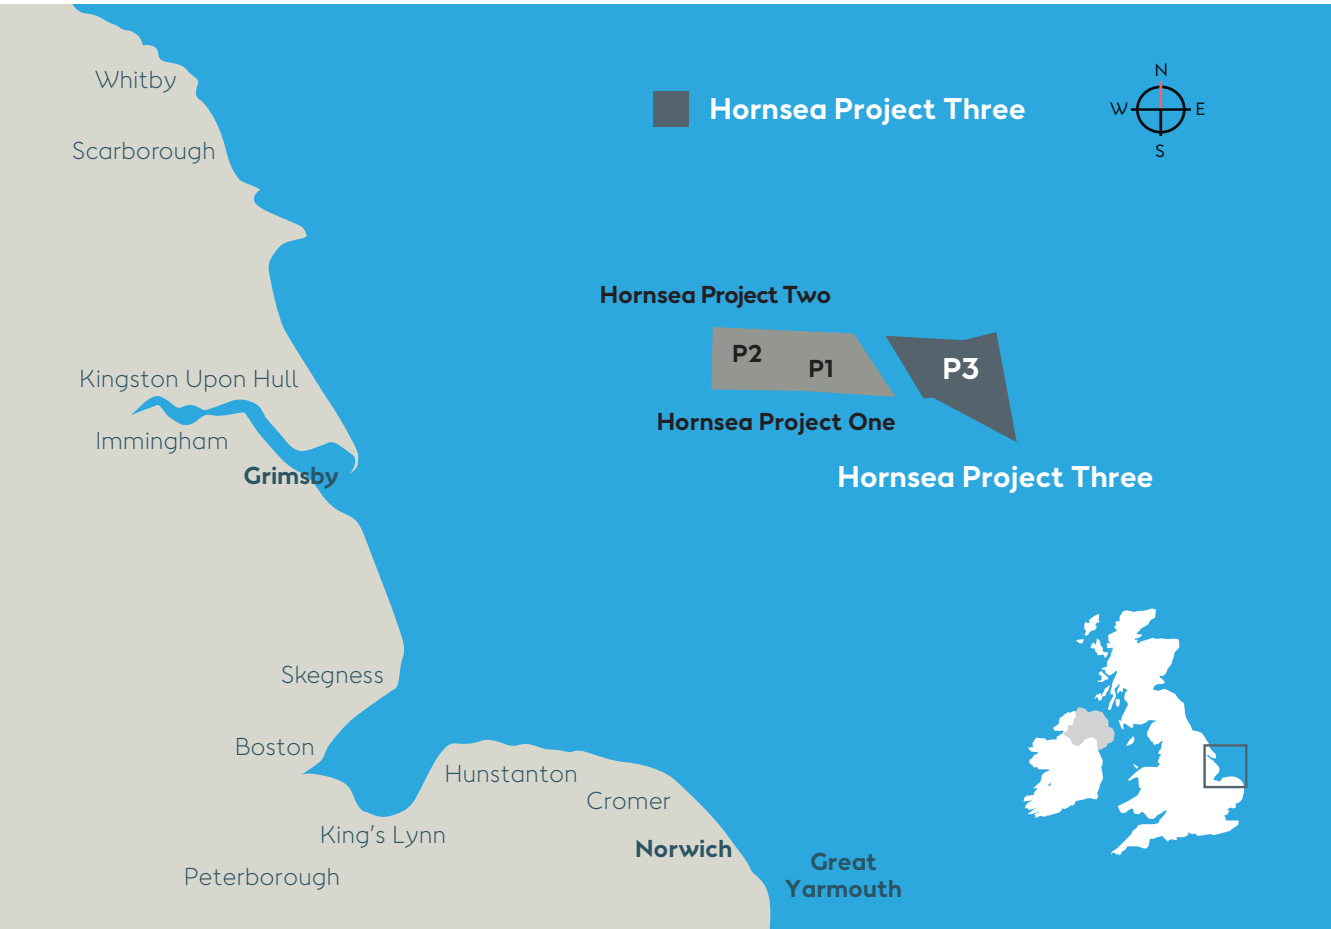 Whitby
Scarborough
Hornsea Project Three
N
W
E
S
Hornsea Project Two
P2
P1
P3
Hornsea Project One
Hornsea Project Three
Kingston Upon Hull
Immingham
Grimsby
Skegness
Boston
Hunstanton
Cromer
King's Lynn
Norwich
Peterborough
Great
Yarmouth